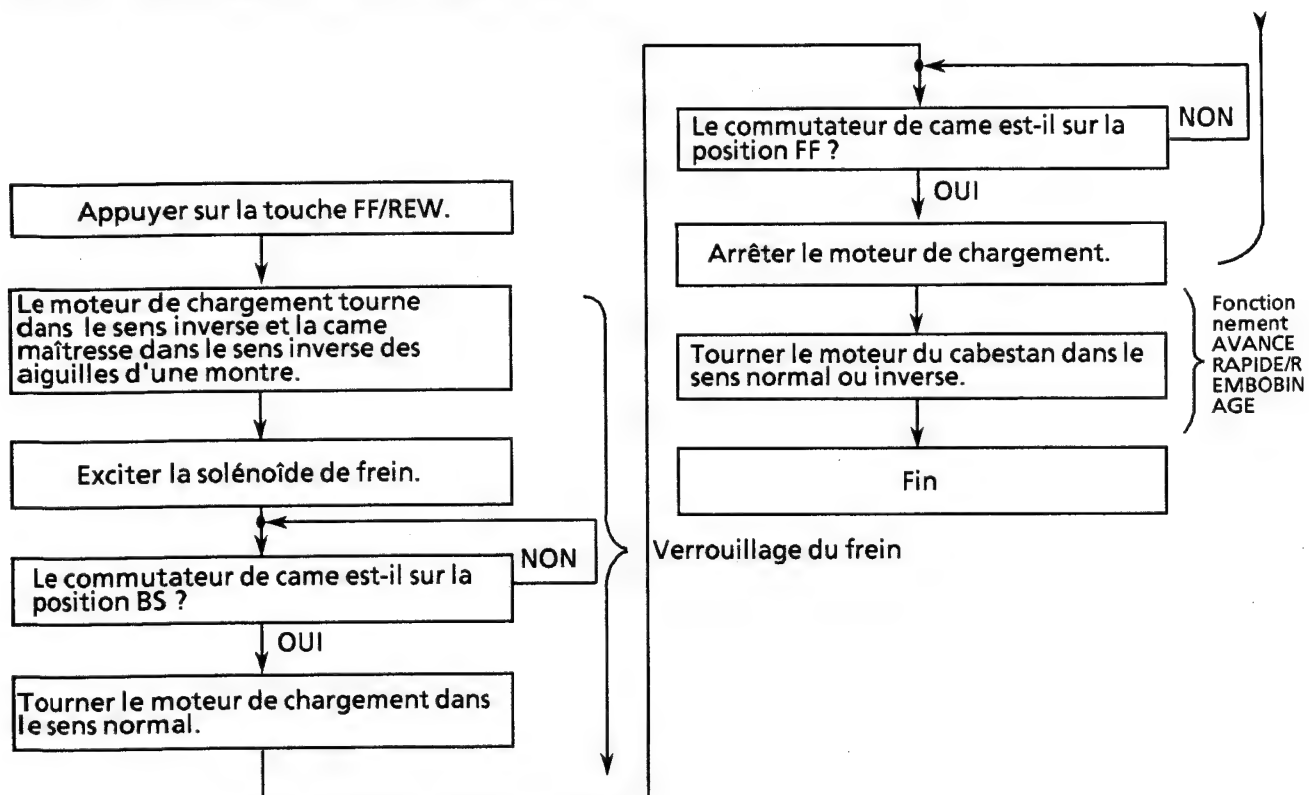 Appuyer sur la touche FF/REW.
Le moteur de chargement tourne
dans le sens inverse et la came
maîtresse dans le sens inverse des
aiguilles d'une montre.
Exciter la solénoîde de frein.
NON
Le commutateur de came est-il sur la
position BS ?
OUI
Tourner le moteur de chargement dans
le sens normal.
Verrouillage du frein
Le commutateur de came est-il sur la
position FF ?
NON
OUI
Arrêter le moteur de chargement.
Tourner le moteur du cabestan dans le
sens normal ou inverse.
Fonction
nement
AVANCE
RAPIDE/R
EMBOBIN
AGE
Fin